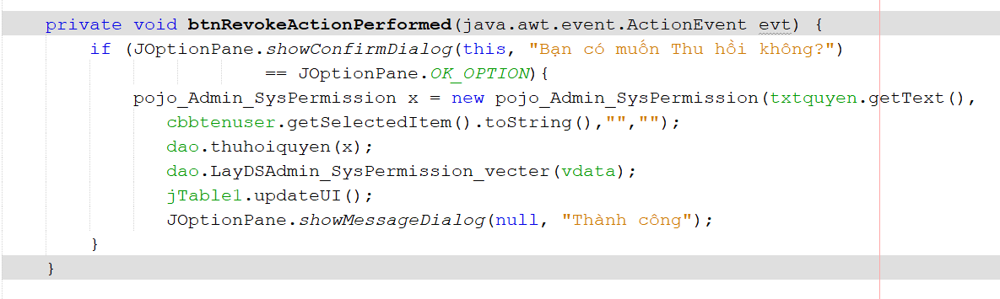 private void btnRevokeActionPerformed(java.awt.event.ActionEvent evt) {
if (JOptionPane.showConfirmDialog(this, "Bạn có muốn Thu hồi không?")
== JOptionPane.OK_OPTION){
pojo_Admin_SysPermission x = new pojo_Admin_SysPermission(txtquyen.getText(),
cbbtenuser.getSelectedItem().toString(),"","");
dao.thuhoiquyen(x);
dao.LayDSAdmin_SysPermission_vecter(vdata);
jTable1.updateUI();
JOptionPane.showMessageDialog(null, "Thành công");
}
}